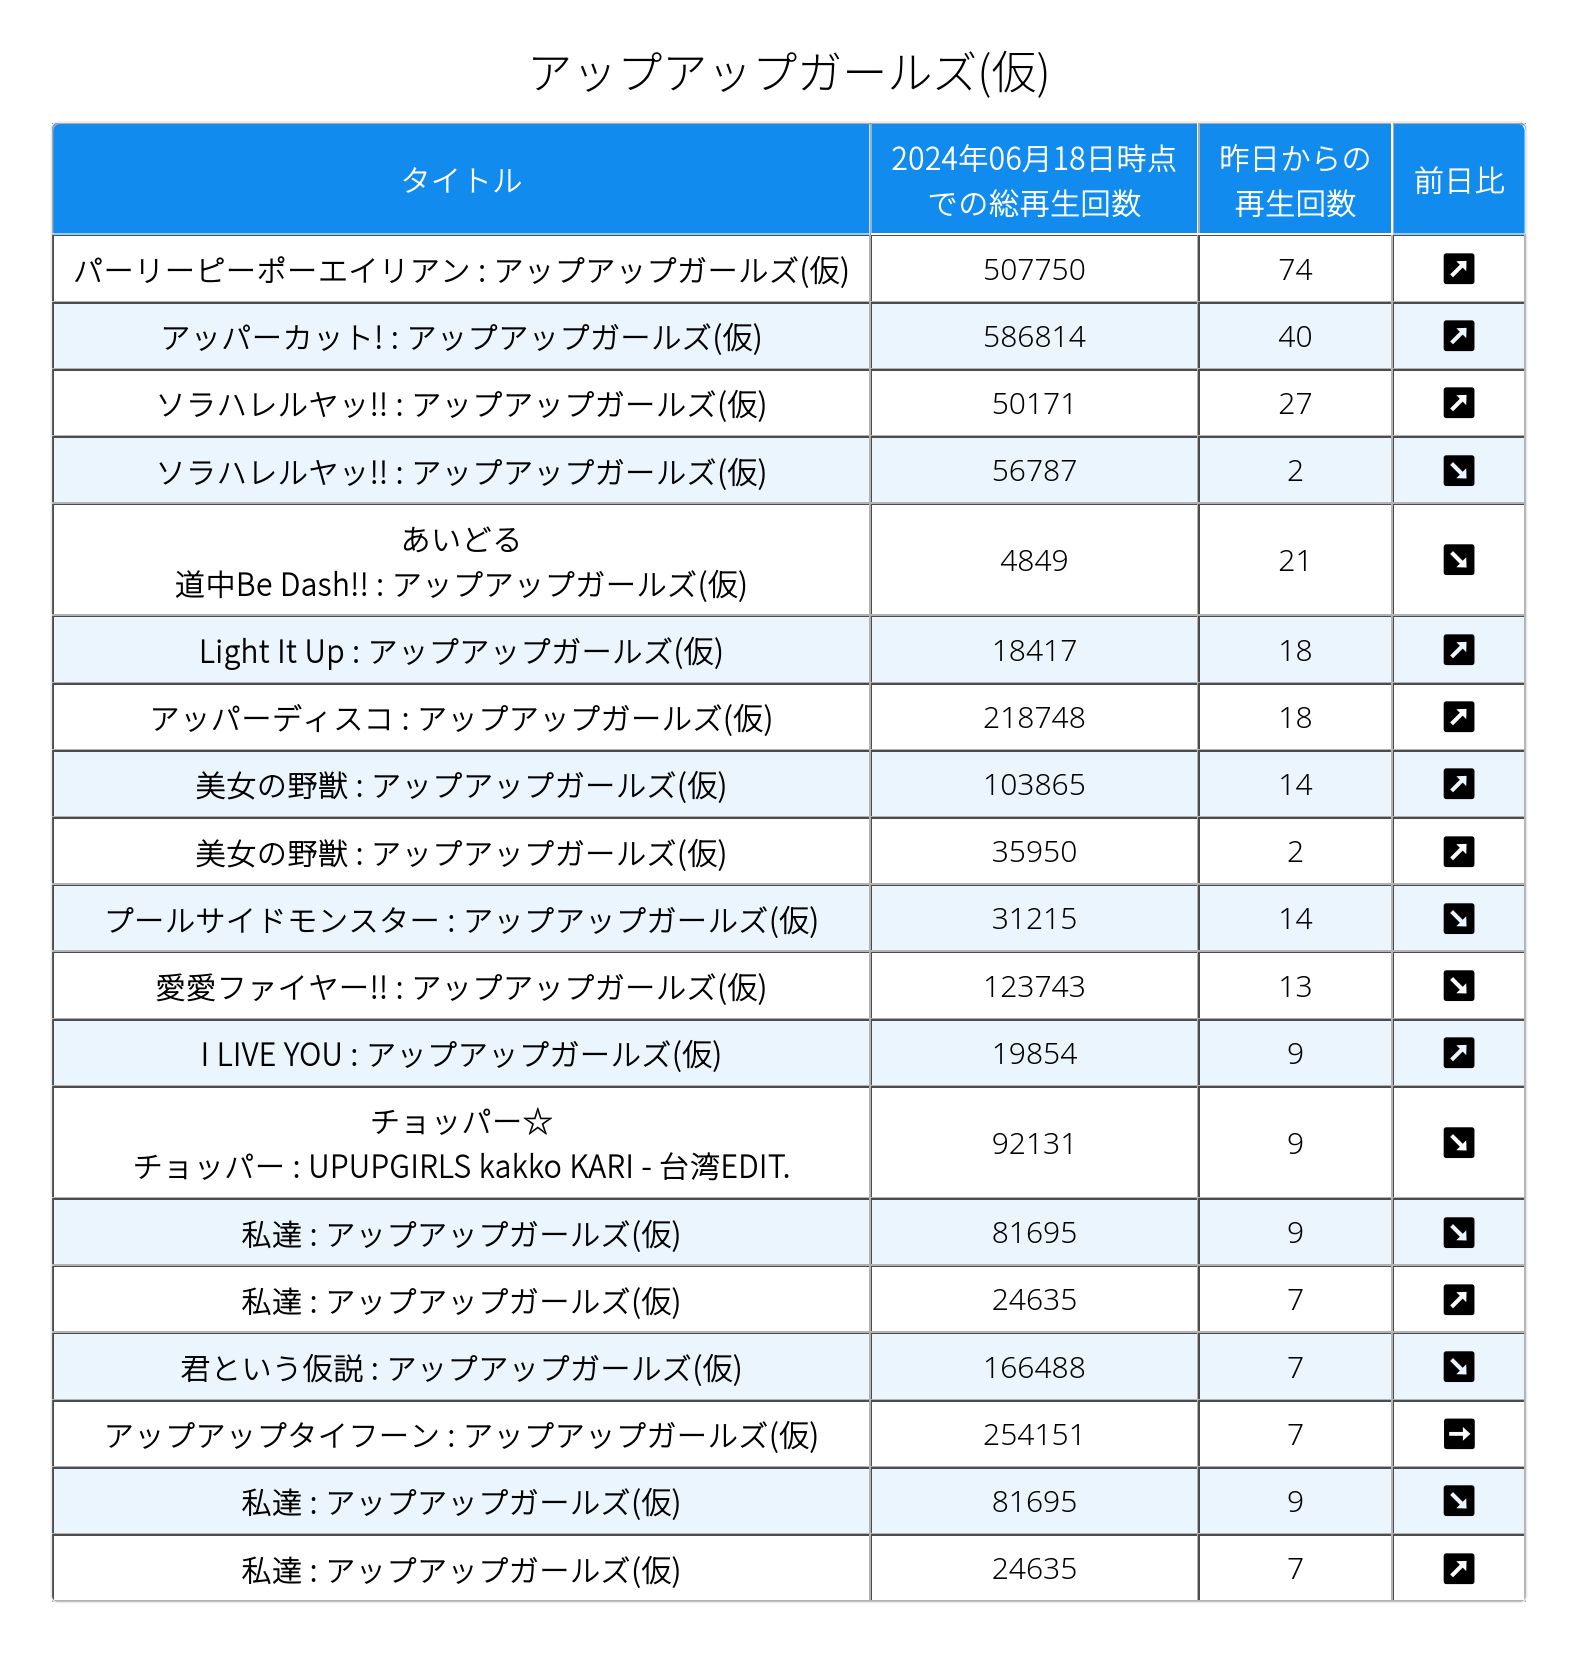 アップアップガールズ(仮)
タイトル 2024年06月18日時点 昨日からの 前日比
での総再生回数 再生回数
パーリーピーポーエイリアン : アップアップガールズ(仮) 507750 74 ↗
アッパーカット! : アップアップガールズ(仮) 586814 40 ↗
ソラハレルヤッ!! : アップアップガールズ(仮) 50171 27 ↗
ソラハレルヤッ!! : アップアップガールズ(仮) 56787 2 ↘
あいどる
道中Be Dash!! : アップアップガールズ(仮) 4849 21 ↘
Light It Up : アップアップガールズ(仮) 18417 18 ↗
アッパーディスコ : アップアップガールズ(仮) 218748 18 ↗
美女の野獣 : アップアップガールズ(仮) 103865 14 ↗
美女の野獣 : アップアップガールズ(仮) 35950 2 ↗
プールサイドモンスター : アップアップガールズ(仮) 31215 14 ↘
愛愛ファイヤー!! : アップアップガールズ(仮) 123743 13 ↘
I LIVE YOU : アップアップガールズ(仮) 19854 9 ↗
チョッパー☆
チョッパー : UPUPGIRLS kakko KARI - 台湾EDIT. 92131 9 ↘
私達 : アップアップガールズ(仮) 81695 9 ↘
私達 : アップアップガールズ(仮) 24635 7 ↗
君という仮説 : アップアップガールズ(仮) 166488 7 ↘
アップアップタイフーン : アップアップガールズ(仮) 254151 7 →
私達 : アップアップガールズ(仮) 81695 9 ↘
私達 : アップアップガールズ(仮) 24635 7 ↗